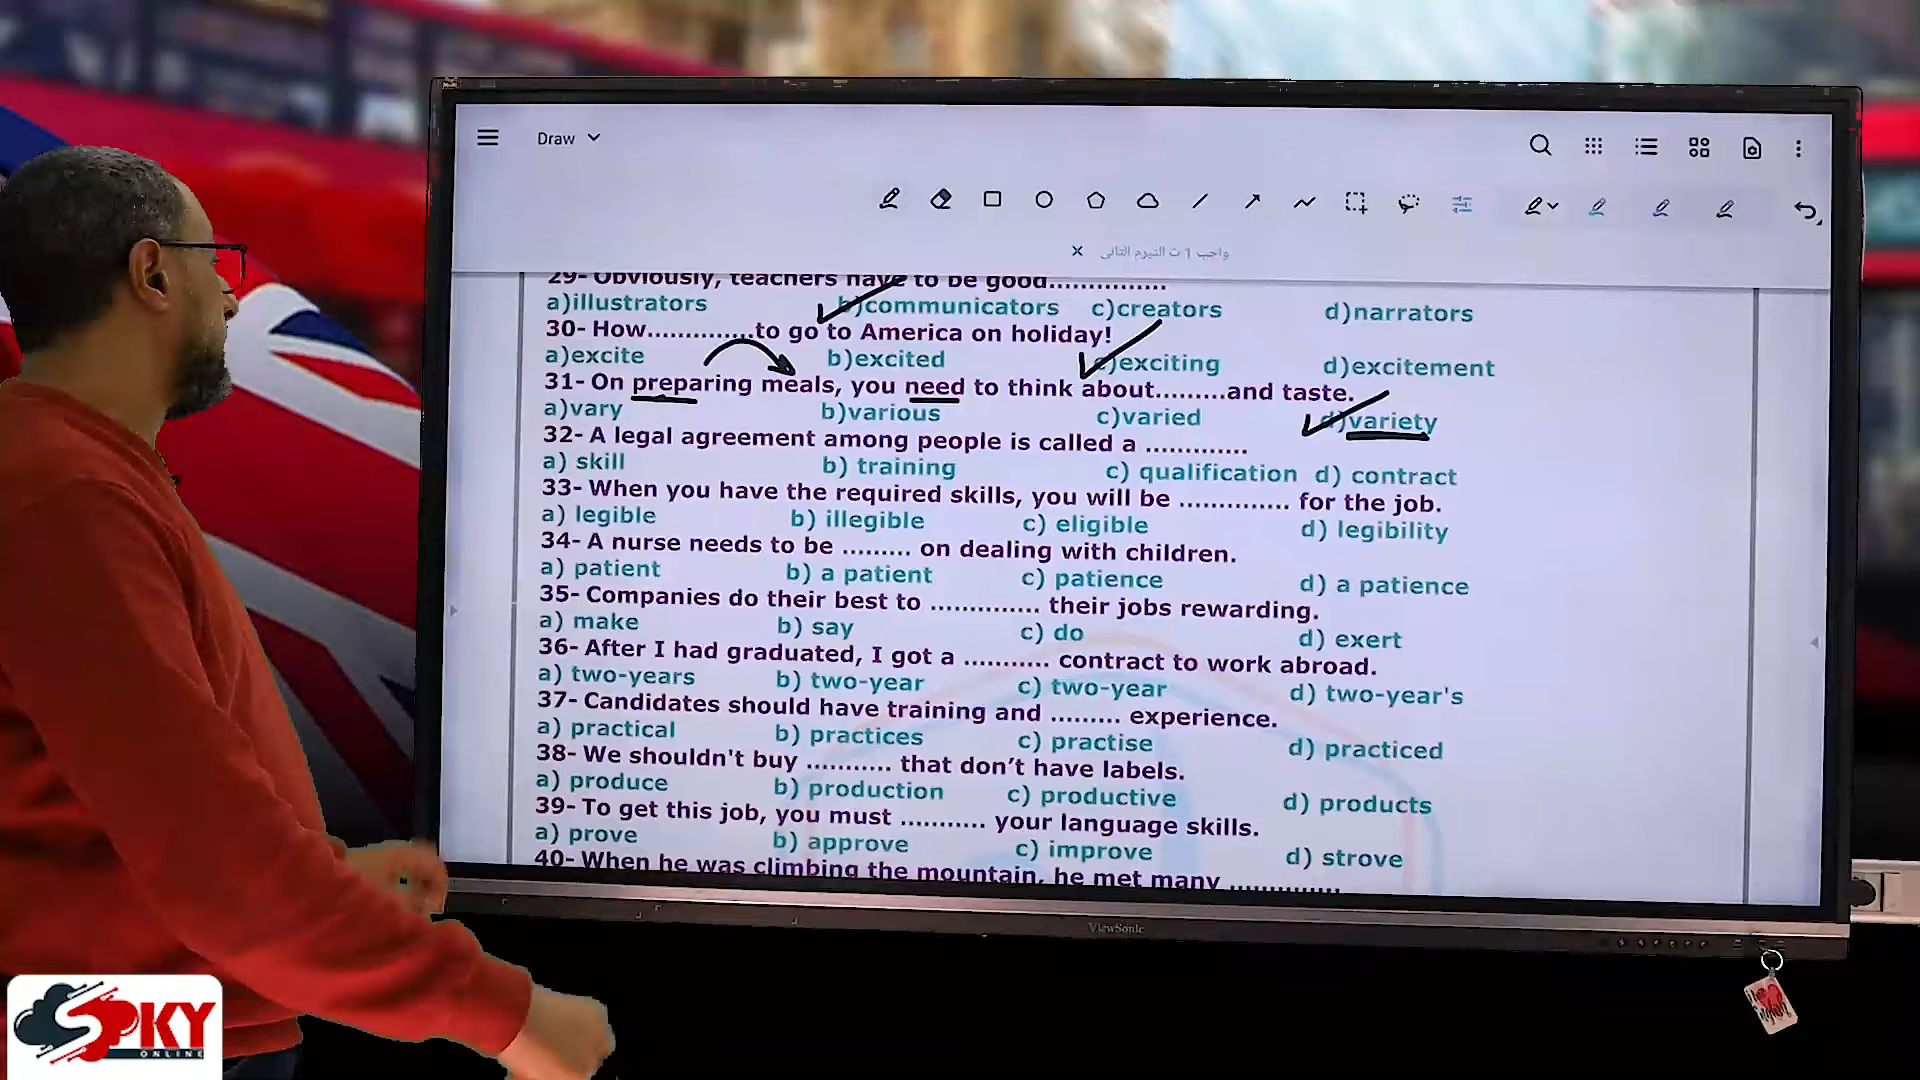 Draw
واجب 1 ت التيرم التانى
29- Obviously, teachers have to be good...............
a)illustrators b)communicators c)creators d)narrators
30- How..............to go to America on holiday!
a)excite b)excited c)exciting d)excitement
31- On preparing meals, you need to think about.........and taste.
a)vary b)various c)varied d)variety
32- A legal agreement among people is called a .............
a) skill b) training c) qualification d) contract
33- When you have the required skills, you will be .............. for the job.
a) legible b) illegible c) eligible d) legibility
34- A nurse needs to be ......... on dealing with children.
a) patient b) a patient c) patience d) a patience
35- Companies do their best to .............. their jobs rewarding.
a) make b) say c) do d) exert
36- After I had graduated, I got a ........... contract to work abroad.
a) two-years b) two-year c) two-year d) two-year's
37- Candidates should have training and ......... experience.
a) practical b) practices c) practise d) practiced
38- We shouldn't buy ........... that don’t have labels.
a) produce b) production c) productive d) products
39- To get this job, you must ........... your language skills.
a) prove b) approve c) improve d) strove
40- When he was climbing the mountain, he met many ..............
ViewSonic
SPKY
ONLINE